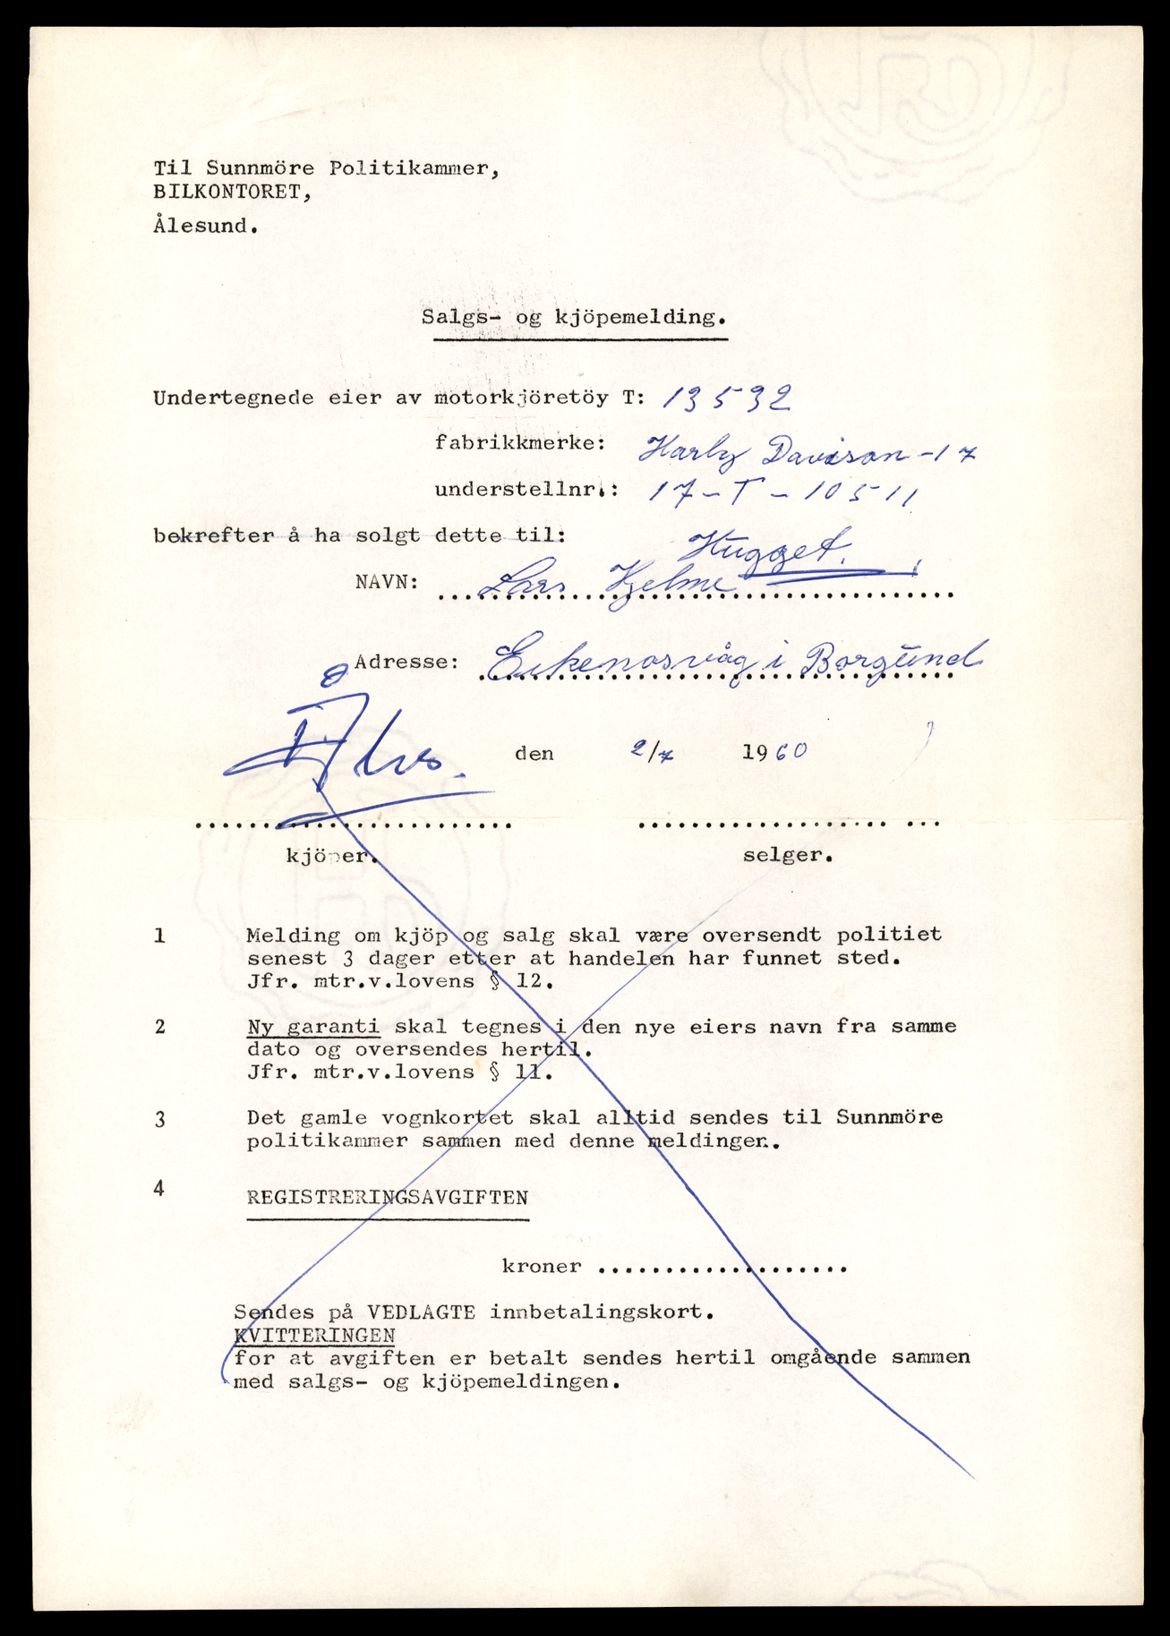 Til Sunnmöre Politikammer,
BILKONTORET,
Ålesund.
Salgs- og kjöpemelding.
Undertegnede eier av motorkjöretöy T: 13532
fabrikkmerke: Harly Davison -17
understellnr.: 17-T-10511
bekrefter å ha solgt dette til:
Hugget.
NAVN: Lars Hjelme
Adresse: Eikenosvåg i Borgund
den 2/7 1960
kjöper. selger.
1 Melding om kjöp og salg skal være oversendt politiet
senest 3 dager etter at handelen har funnet sted.
Jfr. mtr.v.lovens § 12.
2 Ny garanti skal tegnes i den nye eiers navn fra samme
dato og oversendes hertil.
Jfr. mtr.v.lovens § 11.
3 Det gamle vognkortet skal alltid sendes til Sunnmöre
politikammer sammen med denne meldingen.
4 REGISTRERINGSAVGIFTEN
kroner ...................
Sendes på VEDLAGTE innbetalingskort.
KVITTERINGEN
for at avgiften er betalt sendes hertil omgående sammen
med salgs- og kjöpemeldingen.